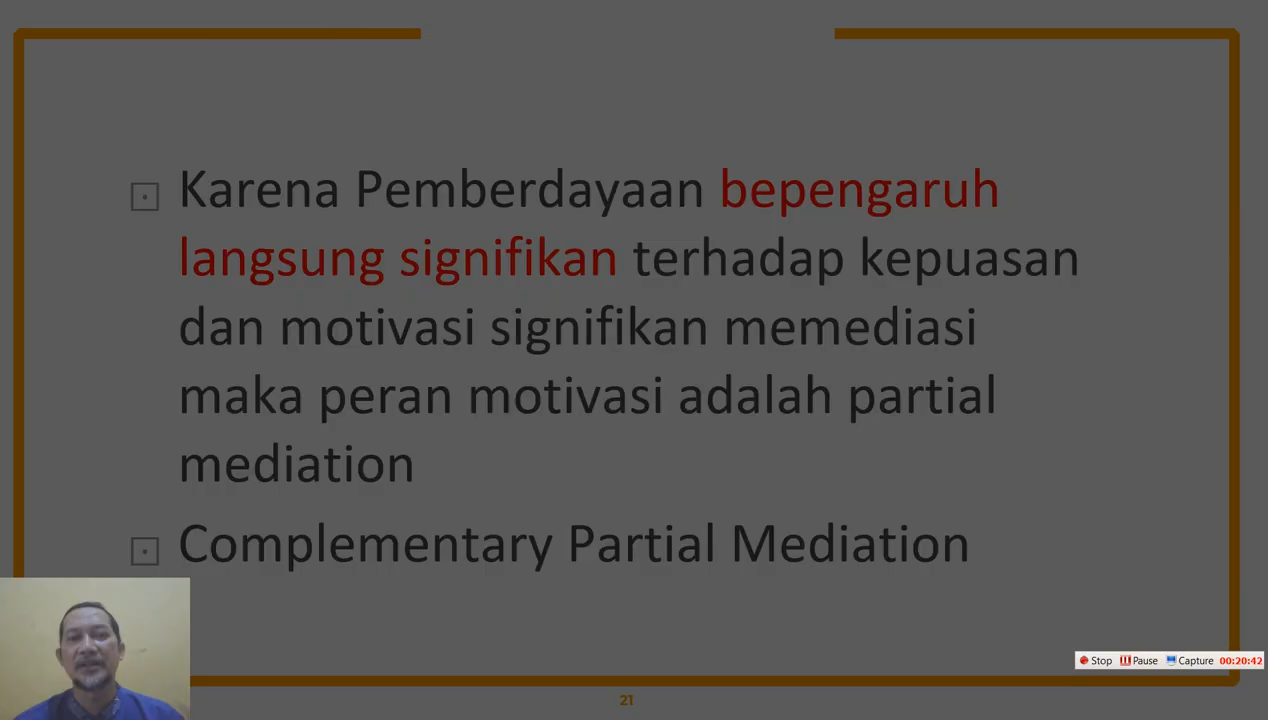 Karena Pemberdayaan bepengaruh
langsung signifikan terhadap kepuasan
dan motivasi signifikan memediasi
maka peran motivasi adalah partial
mediation
Complementary Partial Mediation
Stop Pause Capture 00:20:42
21